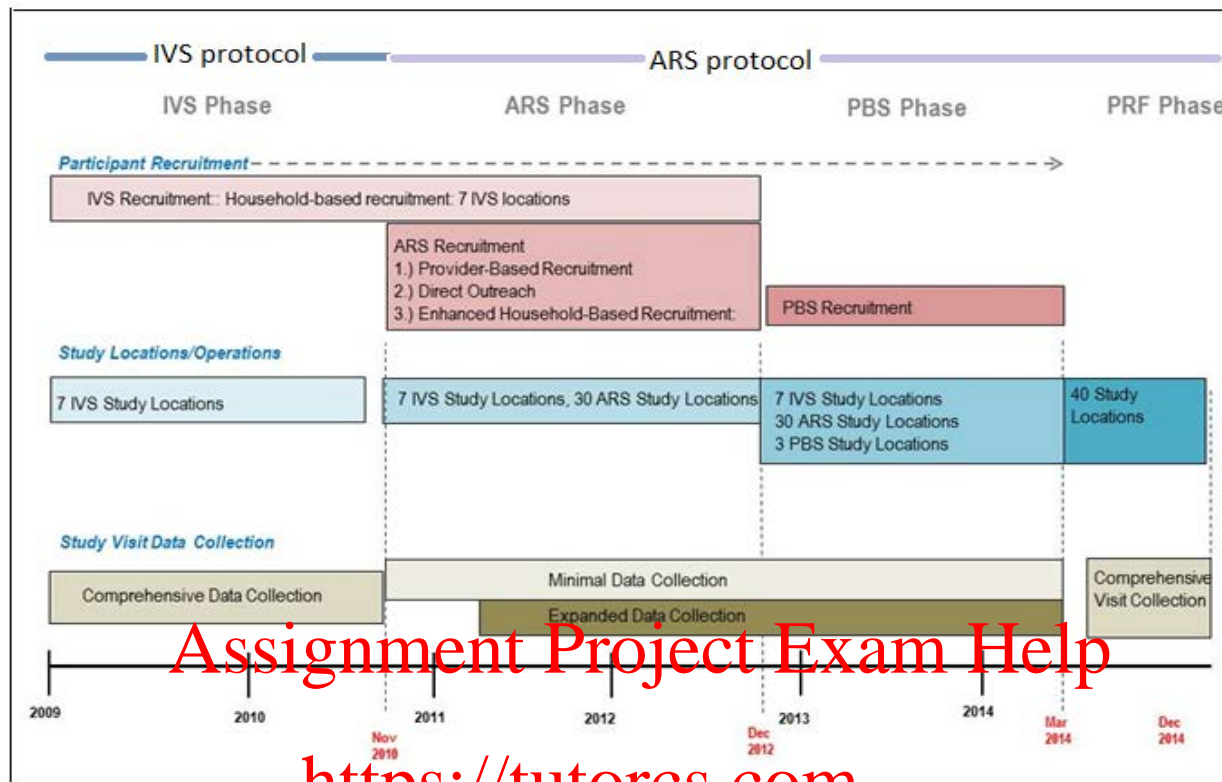 IVS protocol
ARS protocol
IVS Phase
ARS Phase
PBS Phase
PRF Phase
Participant Recruitment
IVS Recruitment:: Household-based recruitment: 7 IVS locations
ARS Recruitment
1.) Provider-Based Recruitment
2.) Direct Outreach
3.) Enhanced Household-Based Recruitment:
PBS Recruitment
Study Locations/Operations
7 IVS Study Locations
7 IVS Study Locations, 30 ARS Study Locations
7 IVS Study Locations
30 ARS Study Locations
3 PBS Study Locations
40 Study
Locations
Study Visit Data Collection
Comprehensive Data Collection
Minimal Data Collection
Expanded Data Collection
Comprehensive
Visit Collection
Assignment Project Exam Help
2009
2010
2011
2012
2013
2014
Nov
2010
Dec
2012
Mar
2014
Dec
2014
https://tutorcs.com